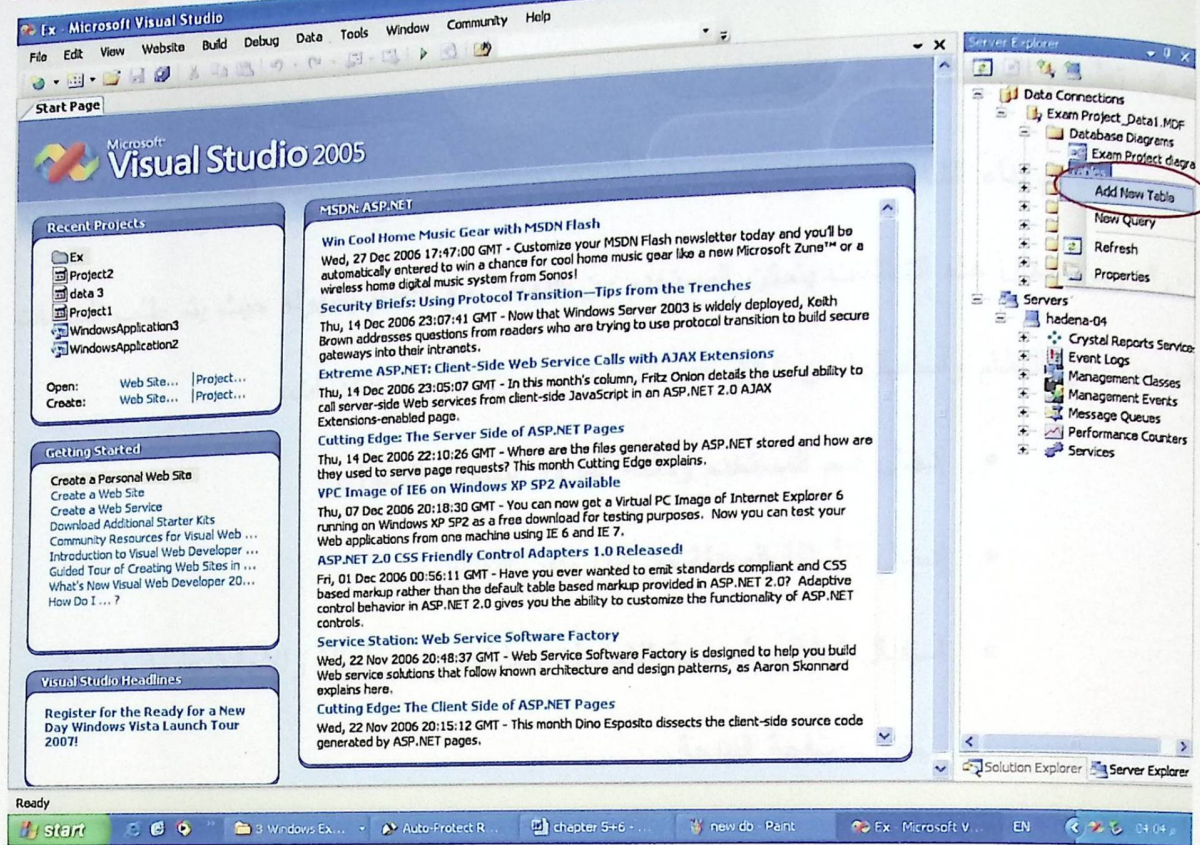 Ex - Microsoft Visual Studio
File Edit View Website Build Debug Data Tools Window Community Help
Start Page
Microsoft
Visual Studio 2005
Recent Projects
Ex
Project2
data 3
Project1
WindowsApplication3
WindowsApplication2
Open: Web Site... Project...
Create: Web Site... Project...
Getting Started
Create a Personal Web Site
Create a Web Site
Create a Web Service
Download Additional Starter Kits
Community Resources for Visual Web ...
Introduction to Visual Web Developer ...
Guided Tour of Creating Web Sites in ...
What's New Visual Web Developer 20...
How Do I ... ?
Visual Studio Headlines
Register for the Ready for a New
Day Windows Vista Launch Tour
2007!
MSDN: ASP.NET
Win Cool Home Music Gear with MSDN Flash
Wed, 27 Dec 2006 17:47:00 GMT - Customize your MSDN Flash newsletter today and you'll be
automatically entered to win a chance for cool home music gear like a new Microsoft Zune™ or a
wireless home digital music system from Sonos!
Security Briefs: Using Protocol Transition—Tips from the Trenches
Thu, 14 Dec 2006 23:07:41 GMT - Now that Windows Server 2003 is widely deployed, Keith
Brown addresses questions from readers who are trying to use protocol transition to build secure
gateways into their intranets.
Extreme ASP.NET: Client-Side Web Service Calls with AJAX Extensions
Thu, 14 Dec 2006 23:05:07 GMT - In this month's column, Fritz Onion details the useful ability to
call server-side Web services from client-side JavaScript in an ASP.NET 2.0 AJAX
Extensions-enabled page.
Cutting Edge: The Server Side of ASP.NET Pages
Thu, 14 Dec 2006 22:10:26 GMT - Where are the files generated by ASP.NET stored and how are
they used to serve page requests? This month Cutting Edge explains.
VPC Image of IE6 on Windows XP SP2 Available
Thu, 07 Dec 2006 20:18:30 GMT - You can now get a Virtual PC Image of Internet Explorer 6
running on Windows XP SP2 as a free download for testing purposes. Now you can test your
Web applications from one machine using IE 6 and IE 7.
ASP.NET 2.0 CSS Friendly Control Adapters 1.0 Released!
Fri, 01 Dec 2006 00:56:11 GMT - Have you ever wanted to emit standards compliant and CSS
based markup rather than the default table based markup provided in ASP.NET 2.0? Adaptive
control behavior in ASP.NET 2.0 gives you the ability to customize the functionality of ASP.NET
controls.
Service Station: Web Service Software Factory
Wed, 22 Nov 2006 20:48:37 GMT - Web Service Software Factory is designed to help you build
Web service solutions that follow known architecture and design patterns, as Aaron Skonnard
explains here.
Cutting Edge: The Client Side of ASP.NET Pages
Wed, 22 Nov 2006 20:15:12 GMT - This month Dino Esposito dissects the client-side source code
generated by ASP.NET pages.
Server Explorer
Data Connections
Exam Project_Data1.MDF
Database Diagrams
Exam Project diagra
Add New Table
New Query
Refresh
Properties
Servers
hadena-04
Crystal Reports Service
Event Logs
Management Classes
Management Events
Message Queues
Performance Counters
Services
Solution Explorer Server Explorer
Ready
start 3 Windows Ex... Auto-Protect R... chapter 5+6 - ... new db - Paint Ex - Microsoft V... EN 04:04 م